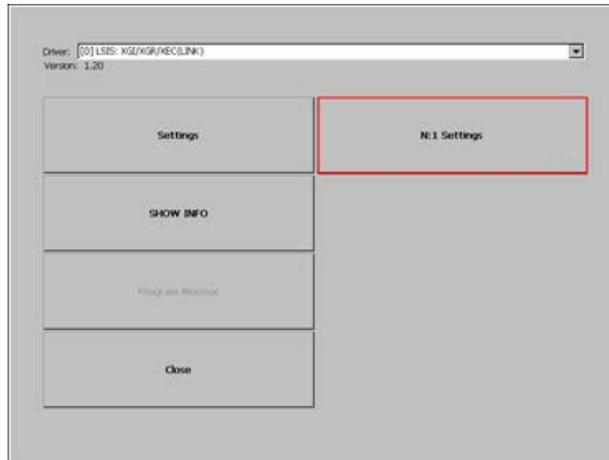 Driver: [0] LSIS: XGI/XGR/XEC(LINK)
Version: 1.20
Settings
N:1 Settings
SHOW INFO
Program Monitor
Close